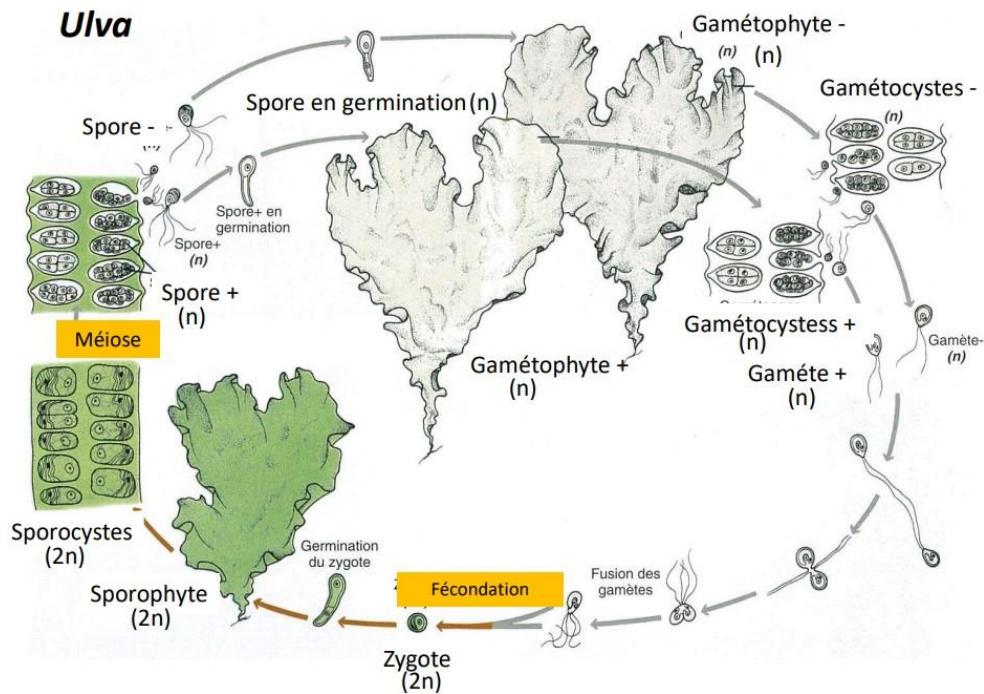 Ulva
Gamétophyte -
(n)
(n)
Gamétocystes -
(n)
Spore en germination (n)
Spore -
Spore+ en
germination
Spore+
(n)
Spore +
(n)
Méiose
Gamétophyte +
(n)
Gamétocystess +
(n)
Gaméte +
(n)
Gamète-
(n)
Sporocystes
(2n)
Sporophyte
(2n)
Germination
du zygote
Fécondation
Fusion des
gamètes
Zygote
(2n)